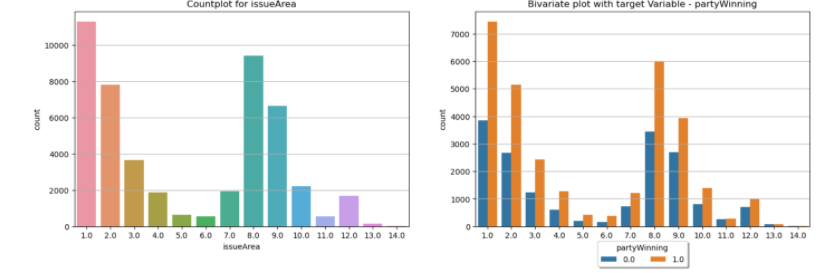 Countplot for issueArea
10000
8000
6000
4000
2000
0
count
1.0 2.0 3.0 4.0 5.0 6.0 7.0 8.0 9.0 10.0 11.0 12.0 13.0 14.0
issueArea
Bivariate plot with target Variable - partyWinning
7000
6000
5000
4000
3000
2000
1000
0
count
1.0 2.0 3.0 4.0 5.0 6.0 7.0 8.0 9.0 10.0 11.0 12.0 13.0 14.0
partyWinning
0.0 1.0